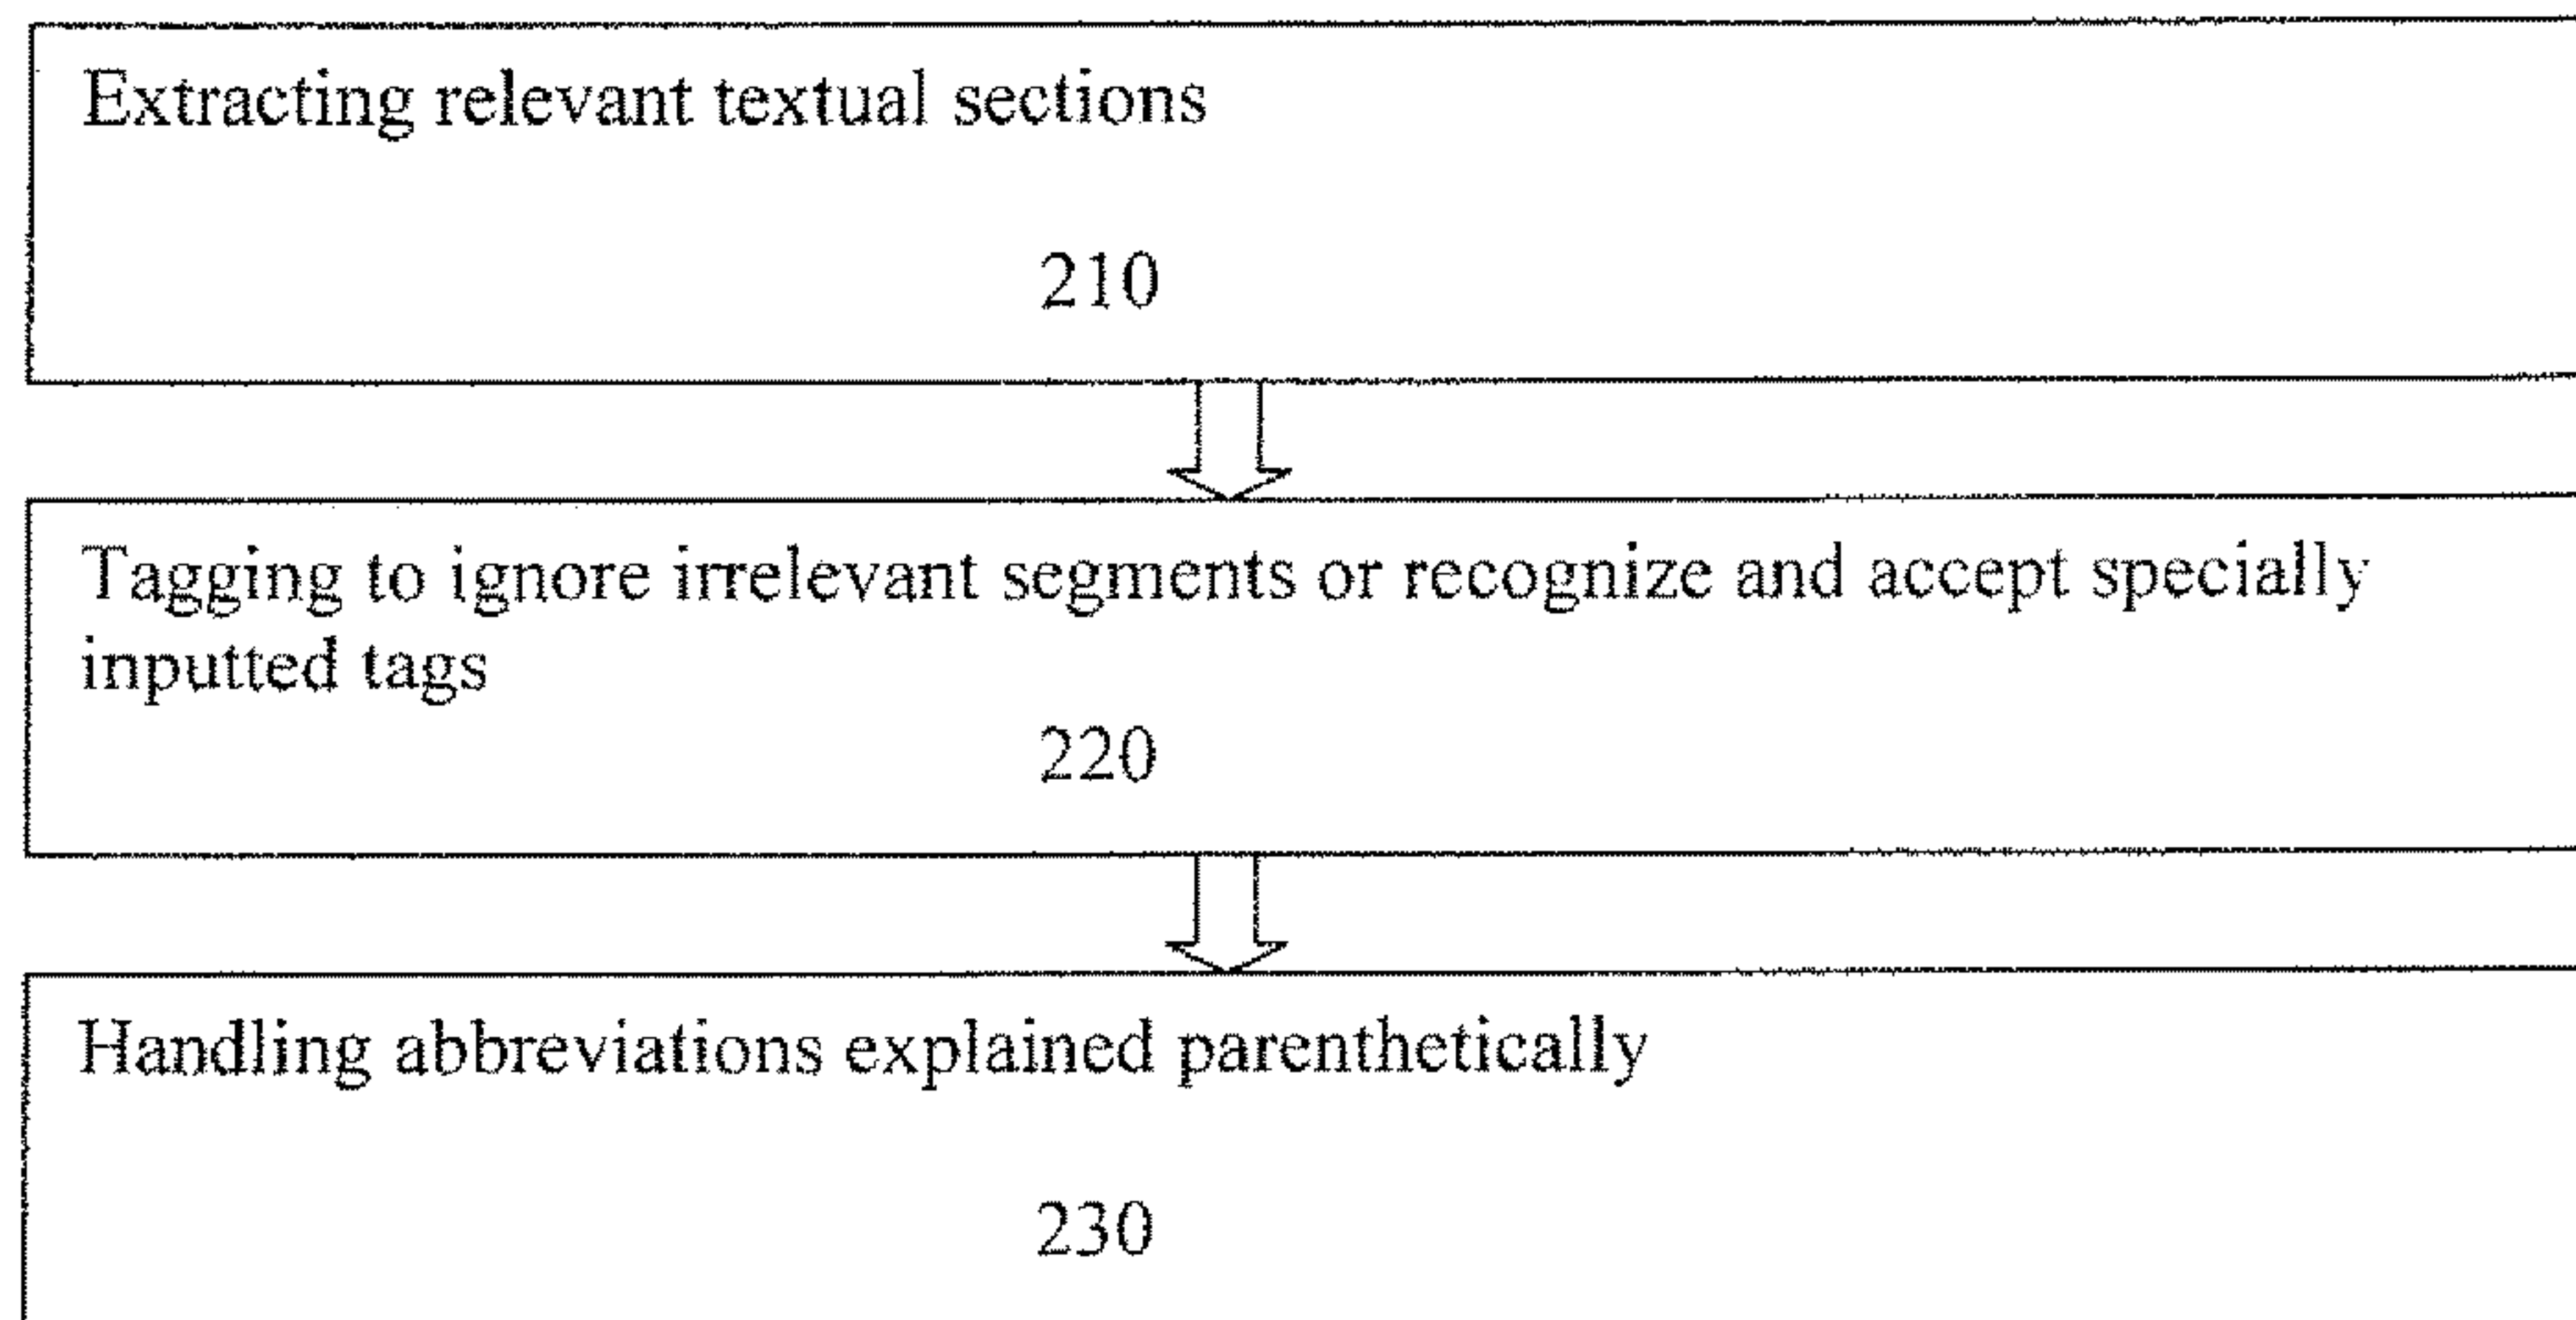 Extracting relevant textual sections
210
Tagging to ignore irrelevant segments or recognize and accept specially
inputted tags
220
Handling abbreviations explained parenthetically
230